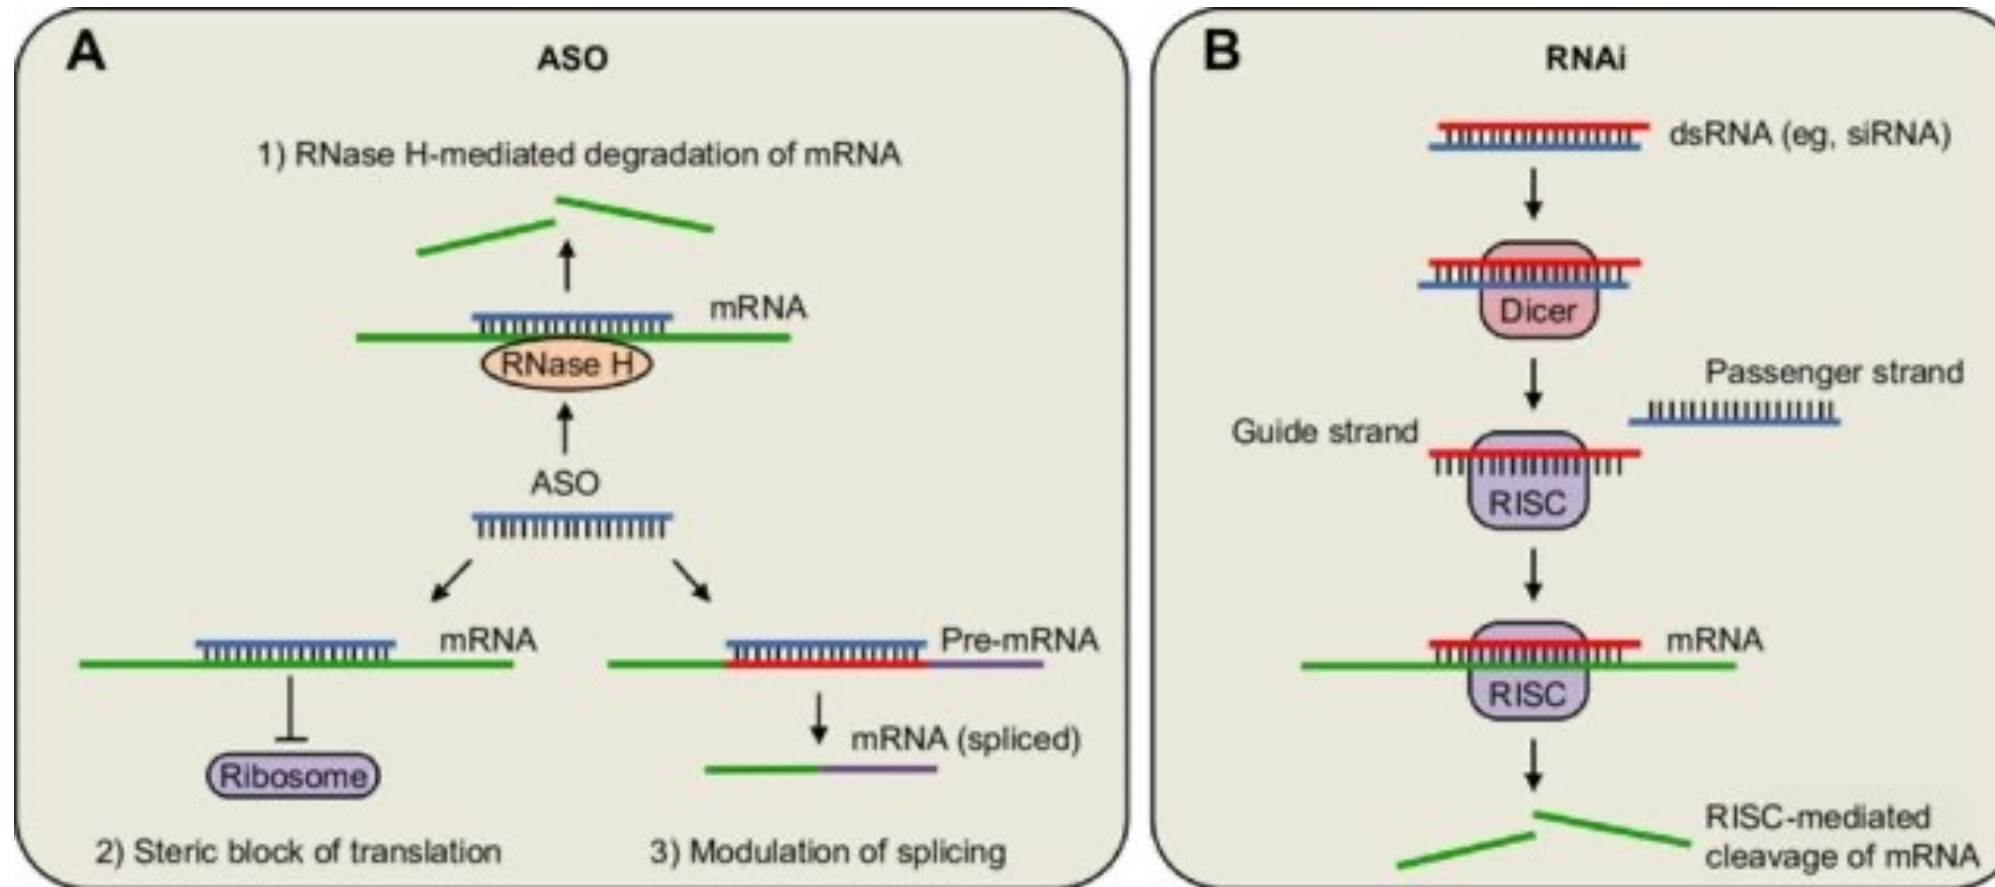 A
ASO
1) RNase H-mediated degradation of mRNA
mRNA
RNase H
ASO
mRNA
Pre-mRNA
Ribosome
mRNA (spliced)
2) Steric block of translation
3) Modulation of splicing
B
RNAi
dsRNA (eg, siRNA)
Dicer
Passenger strand
Guide strand
RISC
mRNA
RISC
RISC-mediated
cleavage of mRNA